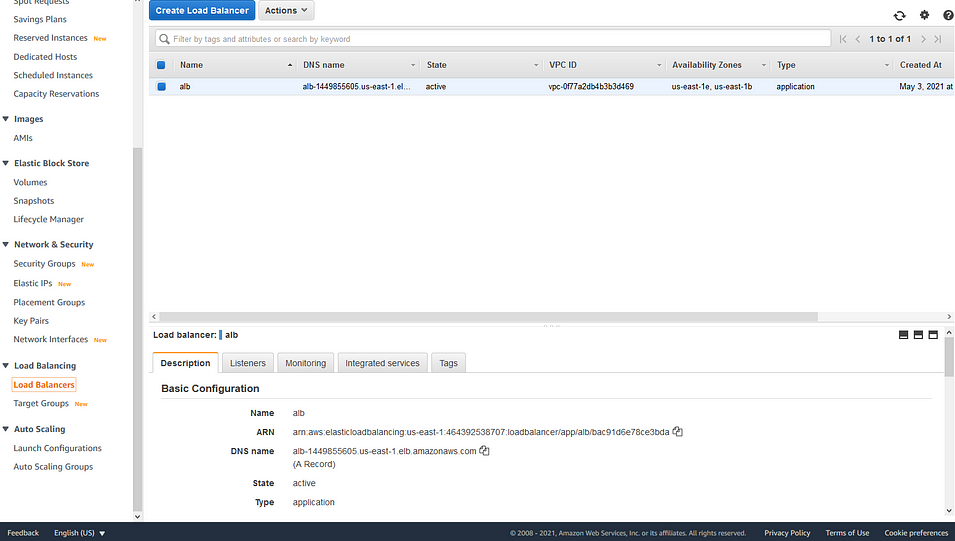 Spot Requests
Savings Plans
Reserved Instances New
Dedicated Hosts
Scheduled Instances
Capacity Reservations
Images
AMIs
Elastic Block Store
Volumes
Snapshots
Lifecycle Manager
Network & Security
Security Groups New
Elastic IPs New
Placement Groups
Key Pairs
Network Interfaces New
Load Balancing
Load Balancers
Target Groups New
Auto Scaling
Launch Configurations
Auto Scaling Groups
Create Load Balancer Actions
Filter by tags and attributes or search by keyword
1 to 1 of 1
Name DNS name State VPC ID Availability Zones Type Created At
alb alb-1449855605.us-east-1.el... active vpc-0f77a2db4b3b3d469 us-east-1e, us-east-1b application May 3, 2021 at
Load balancer: alb
Description Listeners Monitoring Integrated services Tags
Basic Configuration
Name alb
ARN arn:aws:elasticloadbalancing:us-east-1:464392538707:loadbalancer/app/alb/bac91d6e78ce3bda
DNS name alb-1449855605.us-east-1.elb.amazonaws.com
(A Record)
State active
Type application
Feedback English (US) © 2008 - 2021, Amazon Web Services, Inc. or its affiliates. All rights reserved. Privacy Policy Terms of Use Cookie preferences